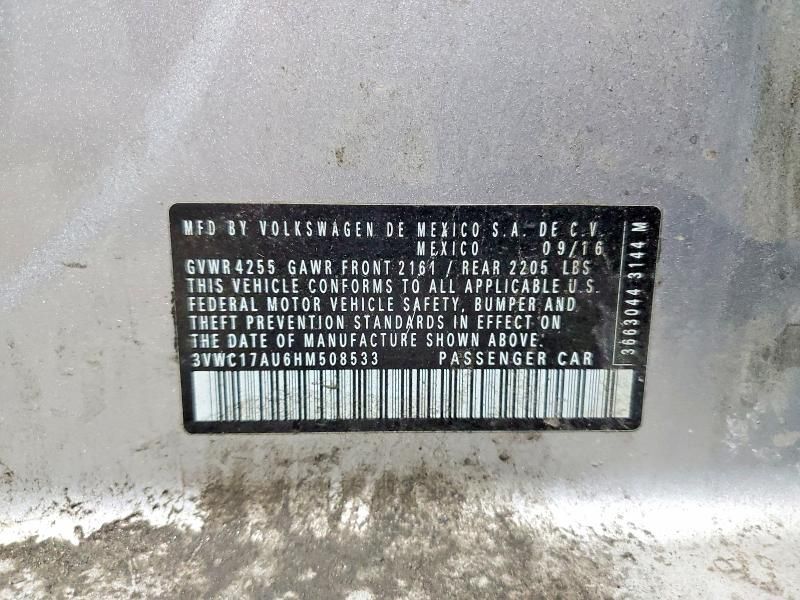 MFD BY VOLKSWAGEN DE MEXICO S.A. DE C.V.
MEXICO 09/16
GVWR 4255 GAWR FRONT 2161 / REAR 2205 LBS
THIS VEHICLE CONFORMS TO ALL APPLICABLE U.S.
FEDERAL MOTOR VEHICLE SAFETY, BUMPER AND
THEFT PREVENTION STANDARDS IN EFFECT ON
THE DATE OF MANUFACTURE SHOWN ABOVE.
3VWC17AU6HM508533 PASSENGER CAR
3663044 3144 M